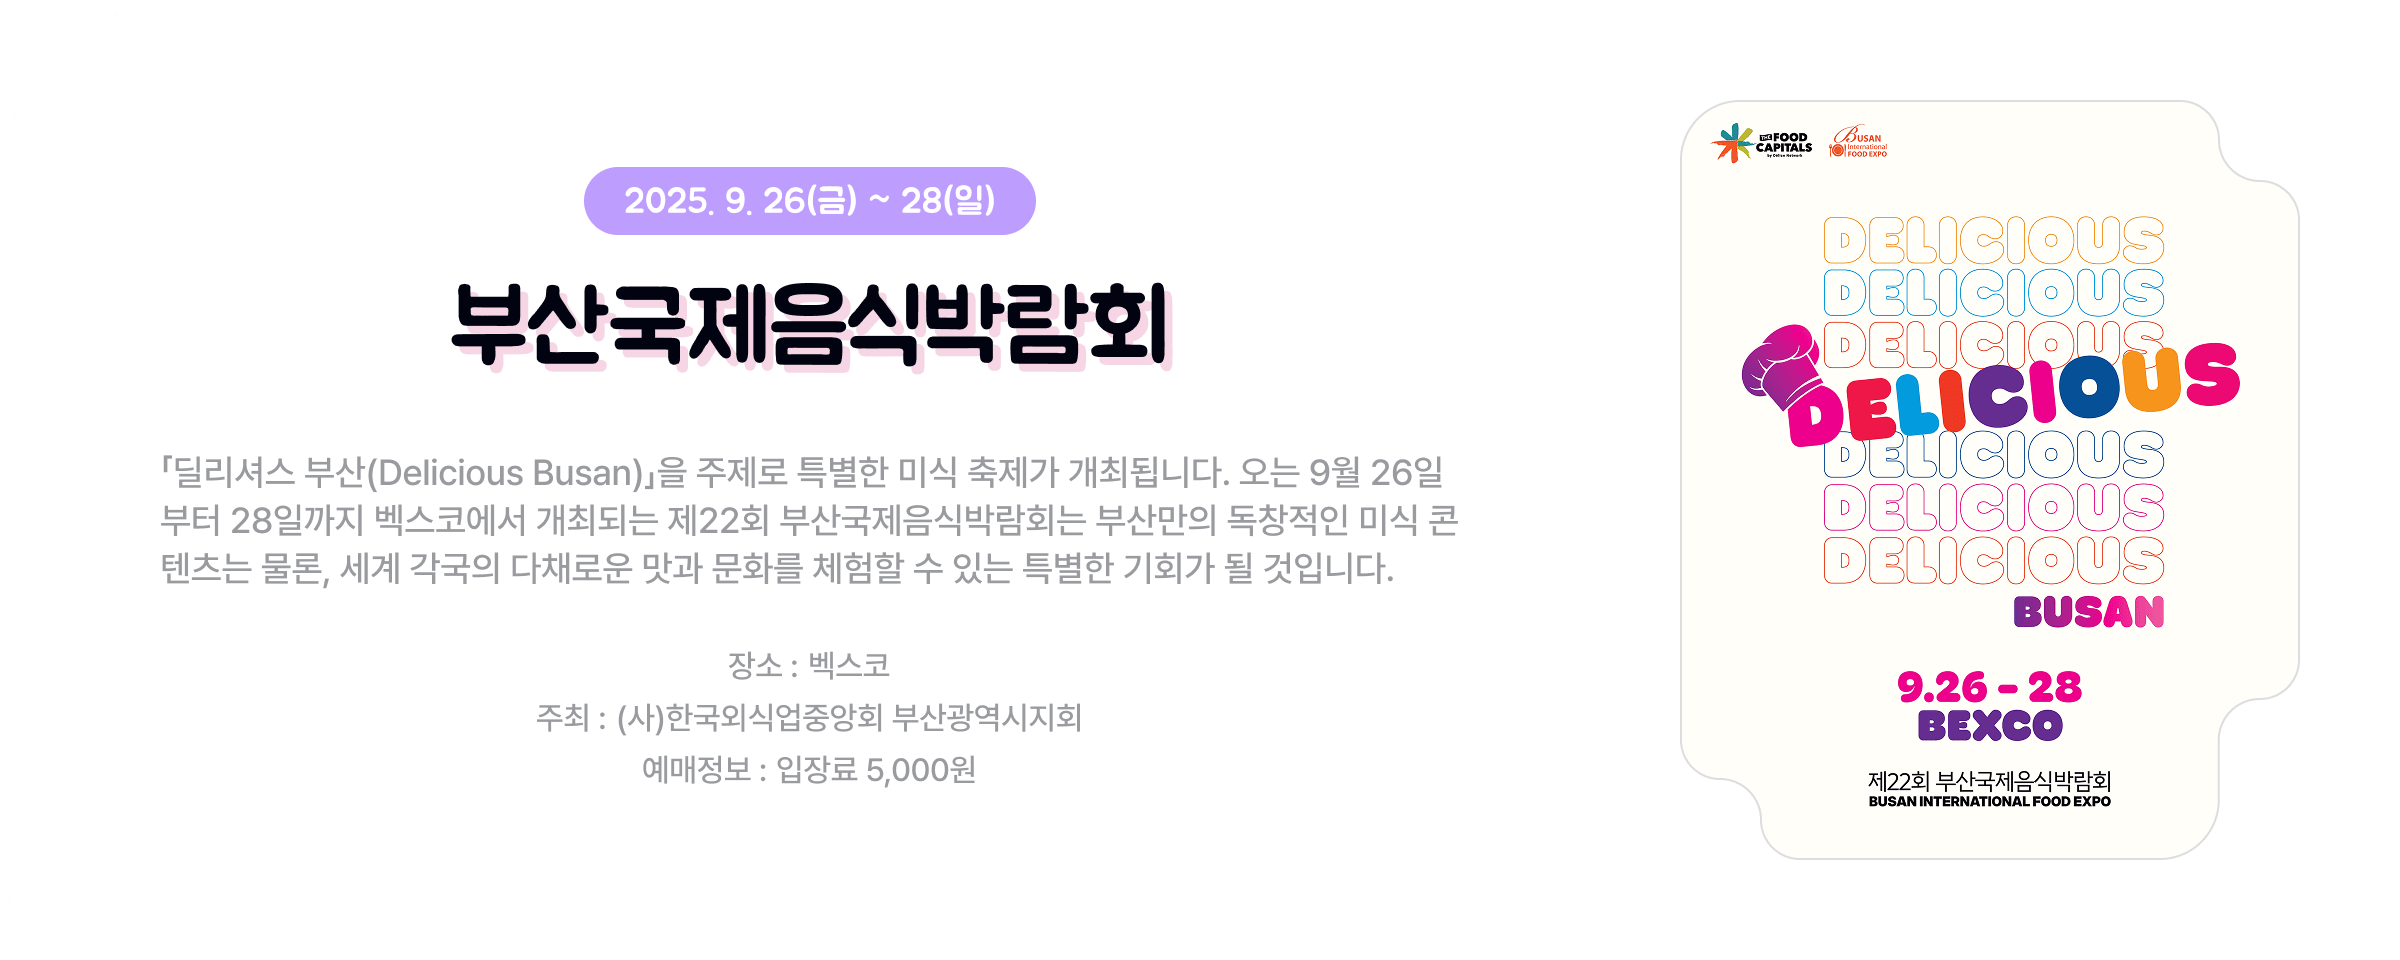 2025. 9. 26(금) ~ 28(일)
부산국제음식박람회
「딜리셔스 부산(Delicious Busan)」을 주제로 특별한 미식 축제가 개최됩니다. 오는 9월 26일
부터 28일까지 벡스코에서 개최되는 제22회 부산국제음식박람회는 부산만의 독창적인 미식 콘
텐츠는 물론, 세계 각국의 다채로운 맛과 문화를 체험할 수 있는 특별한 기회가 될 것입니다.
장소 : 벡스코
주최 : (사)한국외식업중앙회 부산광역시지회
예매정보 : 입장료 5,000원
THE FOOD
CAPITALS
by Délice Network
BUSAN
International
FOOD EXPO
DELICIOUS
DELICIOUS
DELICIOUS
DELICIOUS
DELICIOUS
DELICIOUS
DELICIOUS
BUSAN
9.26 - 28
BEXCO
제22회 부산국제음식박람회
BUSAN INTERNATIONAL FOOD EXPO